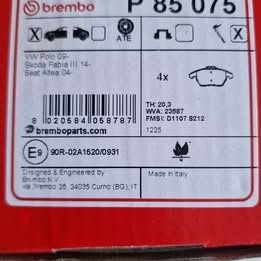 brembo
P 85 075
X
X
ATE
VW Polo 09-
Skoda Fabia III 14-
Seat Altea 04-
4x
TH: 20,3
WVA: 23587
FMSI: D1107 8212
1225
8 020584 058787
bremboparts.com
E9 90R-02A1520/0931
Designed & Engineered by
Brembo N.V.
via Brembo 25, 24035 Curno (BG), IT
Made in Italy